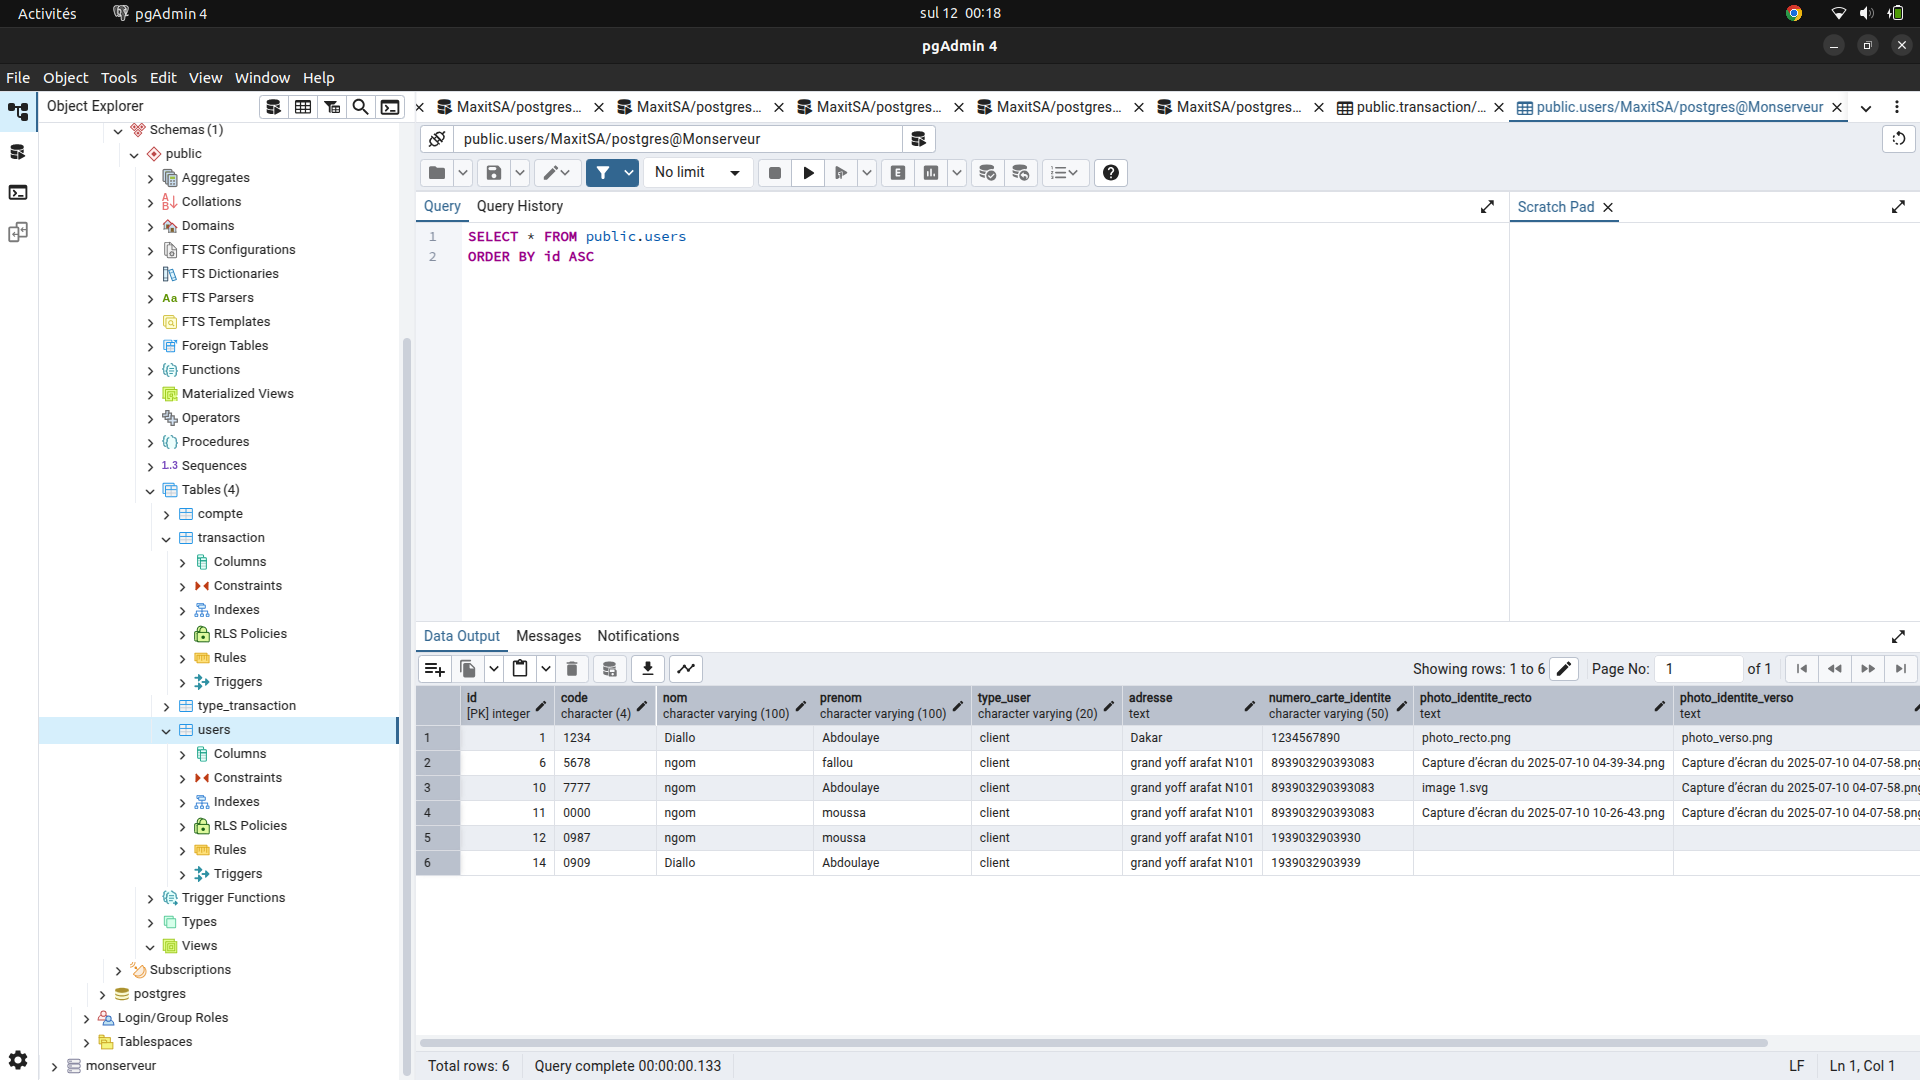 Activités pgAdmin 4 sul 12 00:18
pgAdmin 4
File Object Tools Edit View Window Help
Object Explorer
MaxitSA/postgres... MaxitSA/postgres... MaxitSA/postgres... MaxitSA/postgres... MaxitSA/postgres... public.transaction/... public.users/MaxitSA/postgres@Monserveur
public.users/MaxitSA/postgres@Monserveur
No limit
E
Query Query History
Scratch Pad
1 SELECT * FROM public.users
2 ORDER BY id ASC
Schemas (1)
public
Aggregates
Collations
Domains
FTS Configurations
FTS Dictionaries
Aa FTS Parsers
FTS Templates
Foreign Tables
Functions
Materialized Views
Operators
Procedures
1..3 Sequences
Tables (4)
compte
transaction
Columns
Constraints
Indexes
RLS Policies
Rules
Triggers
type_transaction
users
Columns
Constraints
Indexes
RLS Policies
Rules
Triggers
Trigger Functions
Types
Views
Subscriptions
postgres
Login/Group Roles
Tablespaces
monserveur
Data Output Messages Notifications
Showing rows: 1 to 6 Page No: 1 of 1
id code nom prenom type_user adresse numero_carte_identite photo_identite_recto photo_identite_verso
[PK] integer character (4) character varying (100) character varying (100) character varying (20) text character varying (50) text text
1 1 1234 Diallo Abdoulaye client Dakar 1234567890 photo_recto.png photo_verso.png
2 6 5678 ngom fallou client grand yoff arafat N101 893903290393083 Capture d’écran du 2025-07-10 04-39-34.png Capture d’écran du 2025-07-10 04-07-58.png
3 10 7777 ngom Abdoulaye client grand yoff arafat N101 893903290393083 image 1.svg Capture d’écran du 2025-07-10 04-07-58.png
4 11 0000 ngom moussa client grand yoff arafat N101 893903290393083 Capture d’écran du 2025-07-10 10-26-43.png Capture d’écran du 2025-07-10 04-07-58.png
5 12 0987 ngom moussa client grand yoff arafat N101 1939032903930
6 14 0909 Diallo Abdoulaye client grand yoff arafat N101 1939032903939
Total rows: 6 Query complete 00:00:00.133 LF Ln 1, Col 1